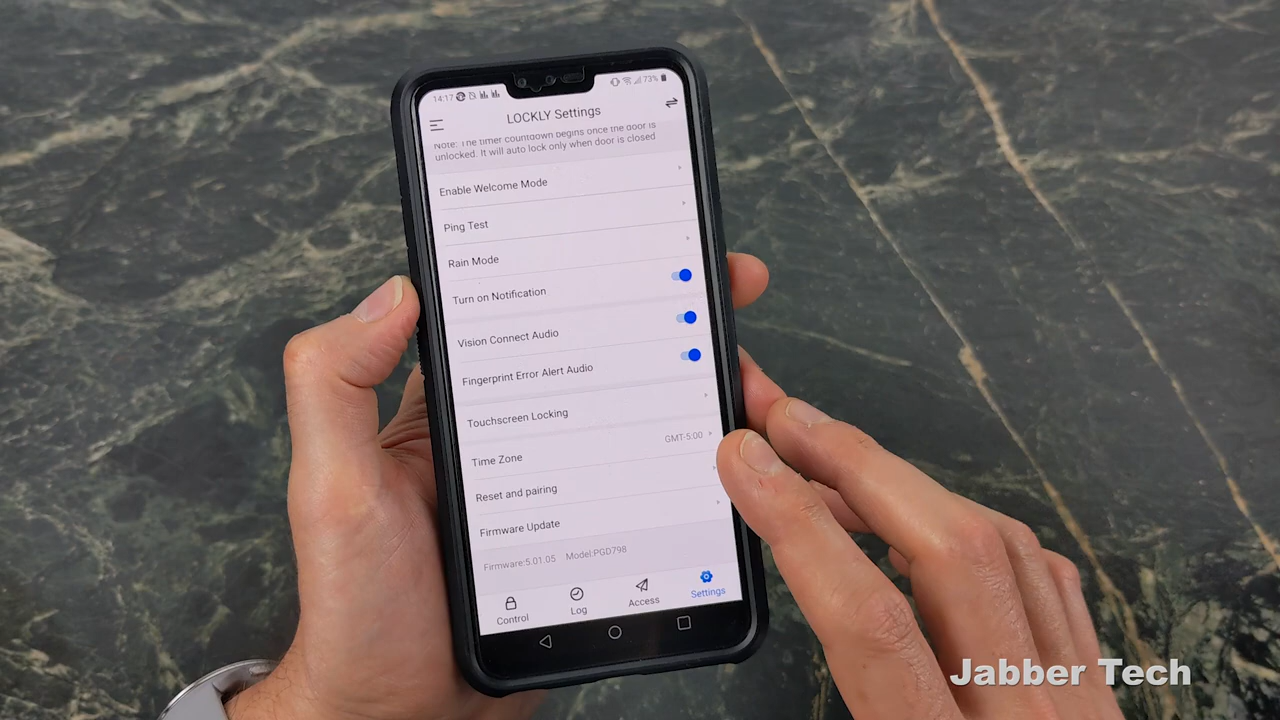 14:17
73%
LOCKLY Settings
Note: The timer countdown begins once the door is
unlocked. It will auto lock only when door is closed
Enable Welcome Mode
Ping Test
Rain Mode
Turn on Notification
Vision Connect Audio
Fingerprint Error Alert Audio
Touchscreen Locking
Time Zone GMT-5:00
Reset and pairing
Firmware Update
Firmware:5.01.05 Model:PGD798
Control Log Access Settings
Jabber Tech